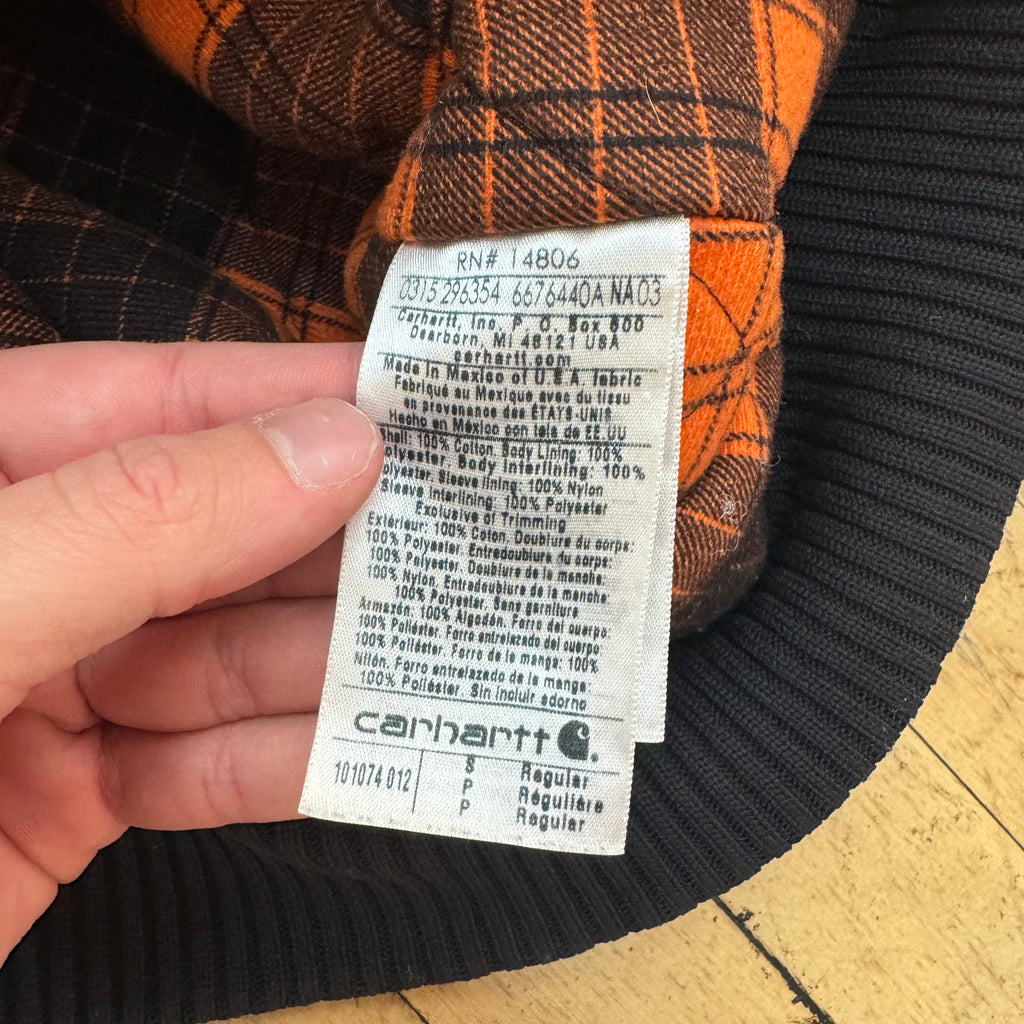 RN# 14806
0315 296354 6676440A NA03
Carhartt, Inc, P. O. Box 600
Dearborn, MI 48121 USA
carhartt.com
Made in Mexico of U.S.A. fabric
Fabriqué au Mexique avec du tissu
en provenance des ÉTATS-UNIS
Hecho en México con tela de EE.UU
Shell: 100% Cotton, Body Lining: 100%
Polyester, Body Interlining: 100%
Polyester, Sleeve lining: 100% Nylon
Sleeve Interlining: 100% Polyester
Exclusive of Trimming
Extérieur: 100% Coton. Doublure du corps:
100% Polyester. Entredoublure du corps:
100% Polyester. Doublure de la manche:
100% Nylon. Entredoublure de la manche:
100% Polyester. Sans garniture
Armazón: 100% Algodón. Forro del cuerpo:
100% Poliéster. Forro entrelazado del cuerpo
100% Poliéster. Forro de la manga: 100%
Nilón. Forro entrelazado de la manga:
100% Poliéster. Sin incluir adorno
carhartt
101074 012 S Regular
P Régulière
P Regular